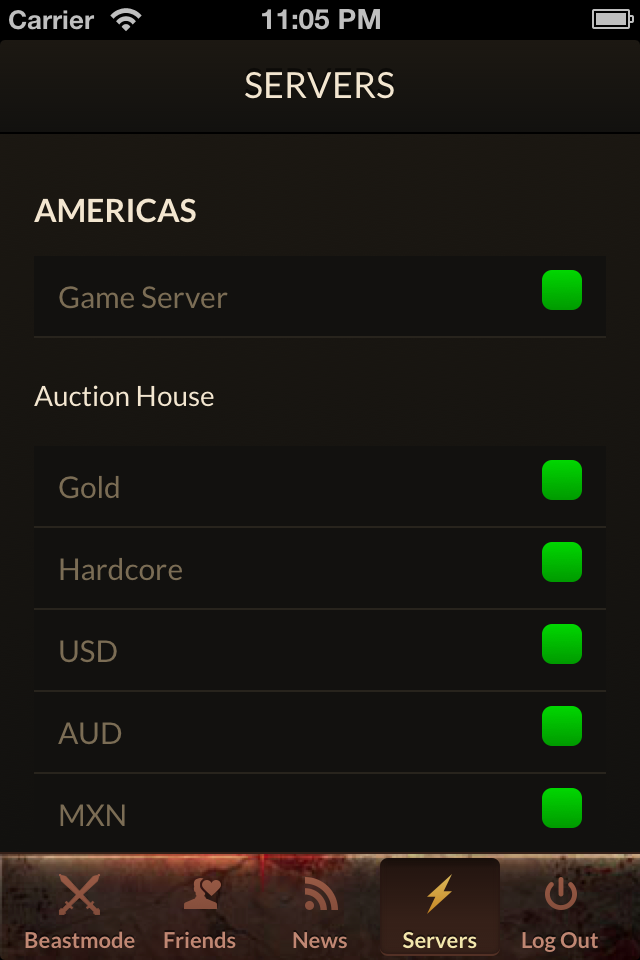 Carrier 11:05 PM
SERVERS
AMERICAS
Game Server
Auction House
Gold
Hardcore
USD
AUD
MXN
Beastmode Friends News Servers Log Out